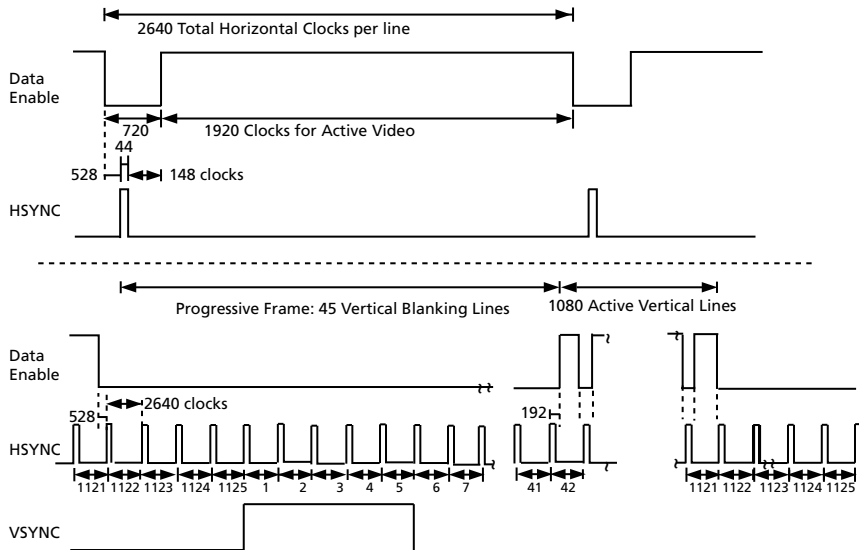 2640 Total Horizontal Clocks per line
Data
Enable
720
1920 Clocks for Active Video
44
528
148 clocks
HSYNC
Progressive Frame: 45 Vertical Blanking Lines
1080 Active Vertical Lines
Data
Enable
528
2640 clocks
192
HSYNC
1121 1122 1123 1124 1125 1 2 3 4 5 6 7 41 42 1121 1122 1123 1124 1125
VSYNC